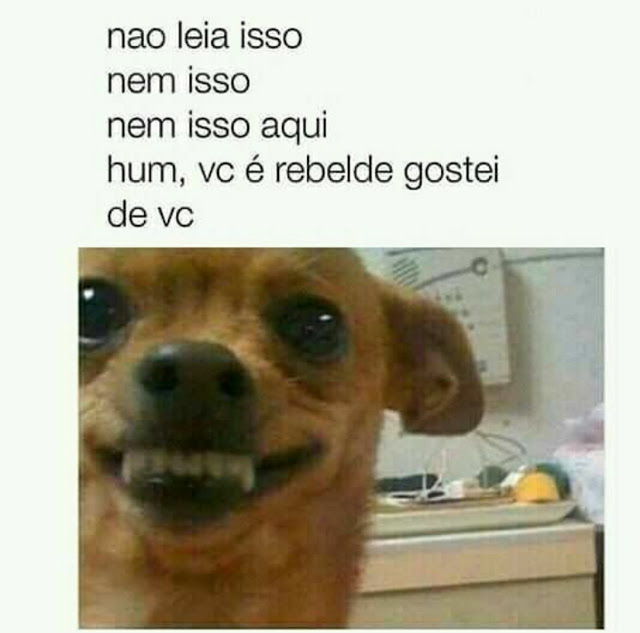 nao leia isso
nem isso
nem isso aqui
hum, vc é rebelde gostei
de vc